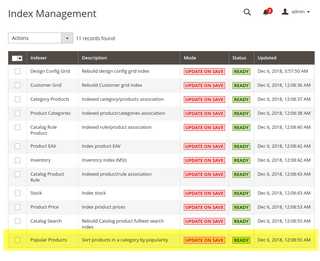 Index Management
2
admin
Actions
11 records found
Indexer Description Mode Status Updated
Design Config Grid Rebuild design config grid index UPDATE ON SAVE READY Dec 6, 2018, 3:57:50 AM
Customer Grid Rebuild Customer grid index UPDATE ON SAVE READY Dec 6, 2018, 12:08:36 AM
Category Products Indexed category/products association UPDATE ON SAVE READY Dec 6, 2018, 12:08:37 AM
Product Categories Indexed product/categories association UPDATE ON SAVE READY Dec 6, 2018, 12:08:38 AM
Catalog Rule Indexed rule/product association UPDATE ON SAVE READY Dec 6, 2018, 12:08:40 AM
Product
Product EAV Index product EAV UPDATE ON SAVE READY Dec 6, 2018, 12:08:42 AM
Inventory Inventory index (MSI) UPDATE ON SAVE READY Dec 6, 2018, 12:08:42 AM
Catalog Product Indexed product/rule association UPDATE ON SAVE READY Dec 6, 2018, 12:08:43 AM
Rule
Stock Index stock UPDATE ON SAVE READY Dec 6, 2018, 12:08:43 AM
Product Price Index product prices UPDATE ON SAVE READY Dec 6, 2018, 12:08:53 AM
Catalog Search Rebuild Catalog product fulltext search UPDATE ON SAVE READY Dec 6, 2018, 12:08:55 AM
index
Popular Products Sort products in a category by popularity UPDATE ON SAVE READY Dec 6, 2018, 12:08:55 AM